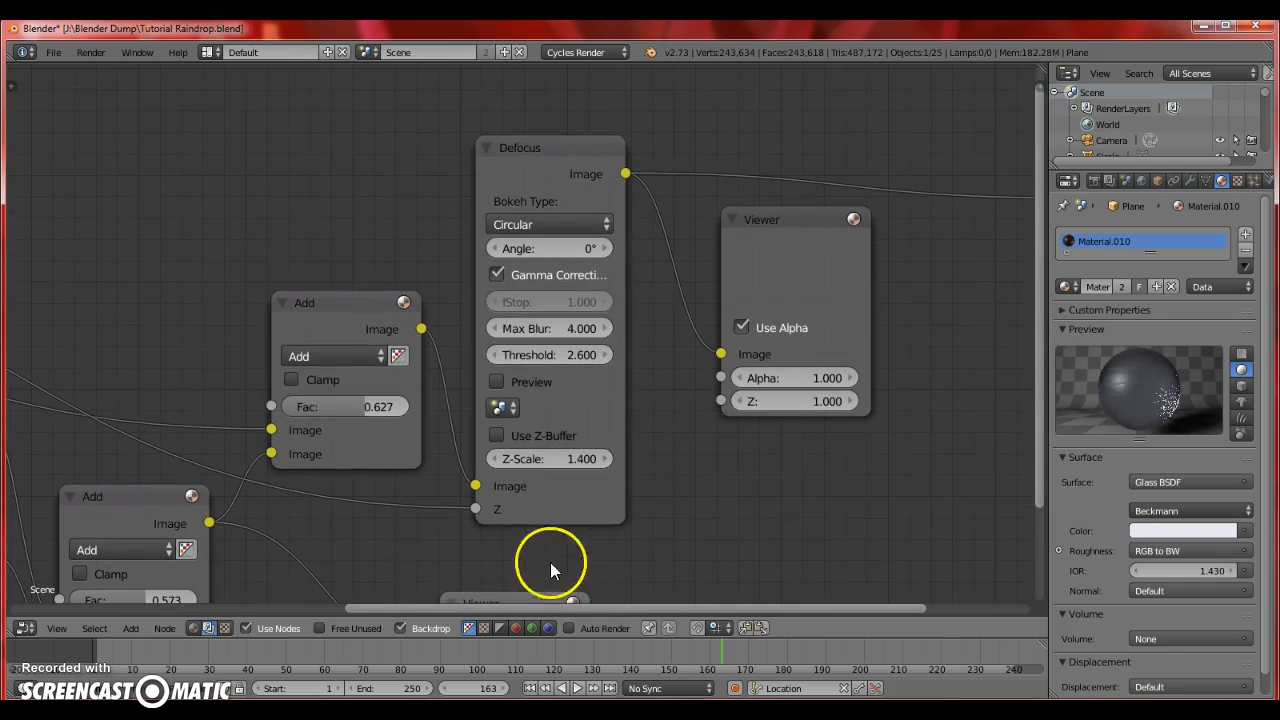 Blender* [J:\Blender Dump\Tutorial Raindrop.blend]
File Render Window Help Default Scene 2 Cycles Render v2.73 | Verts:243,634 | Faces:243,618 | Tris:487,172 | Objects:1/25 | Lamps:0/0 | Mem:182.28M | Plane
View Search All Scenes
Scene
RenderLayers
World
Camera
Plane Material.010
Material.010
Mater 2 F Data
Custom Properties
Preview
Surface
Surface: Glass BSDF
Beckmann
Color:
Roughness: RGB to BW
IOR: 1.430
Normal: Default
Volume
Volume: None
Displacement
Displacement: Default
Defocus
Image
Bokeh Type:
Circular
Angle: 0°
Gamma Correcti...
fStop: 1.000
Max Blur: 4.000
Threshold: 2.600
Preview
Use Z-Buffer
Z-Scale: 1.400
Image
Z
Viewer
Use Alpha
Image
Alpha: 1.000
Z: 1.000
Add
Image
Add
Clamp
Fac: 0.627
Image
Image
Add
Image
Add
Clamp
Fac: 0.573
Scene
Viewer
View Select Add Node Use Nodes Free Unused Backdrop Auto Render
-20 10 20 30 40 50 60 70 80 90 100 110 120 130 140 150 160 170 180 190 200 210 220 230 240
Start: 1 End: 250 163 No Sync Location
Recorded with
SCREENCAST MATIC